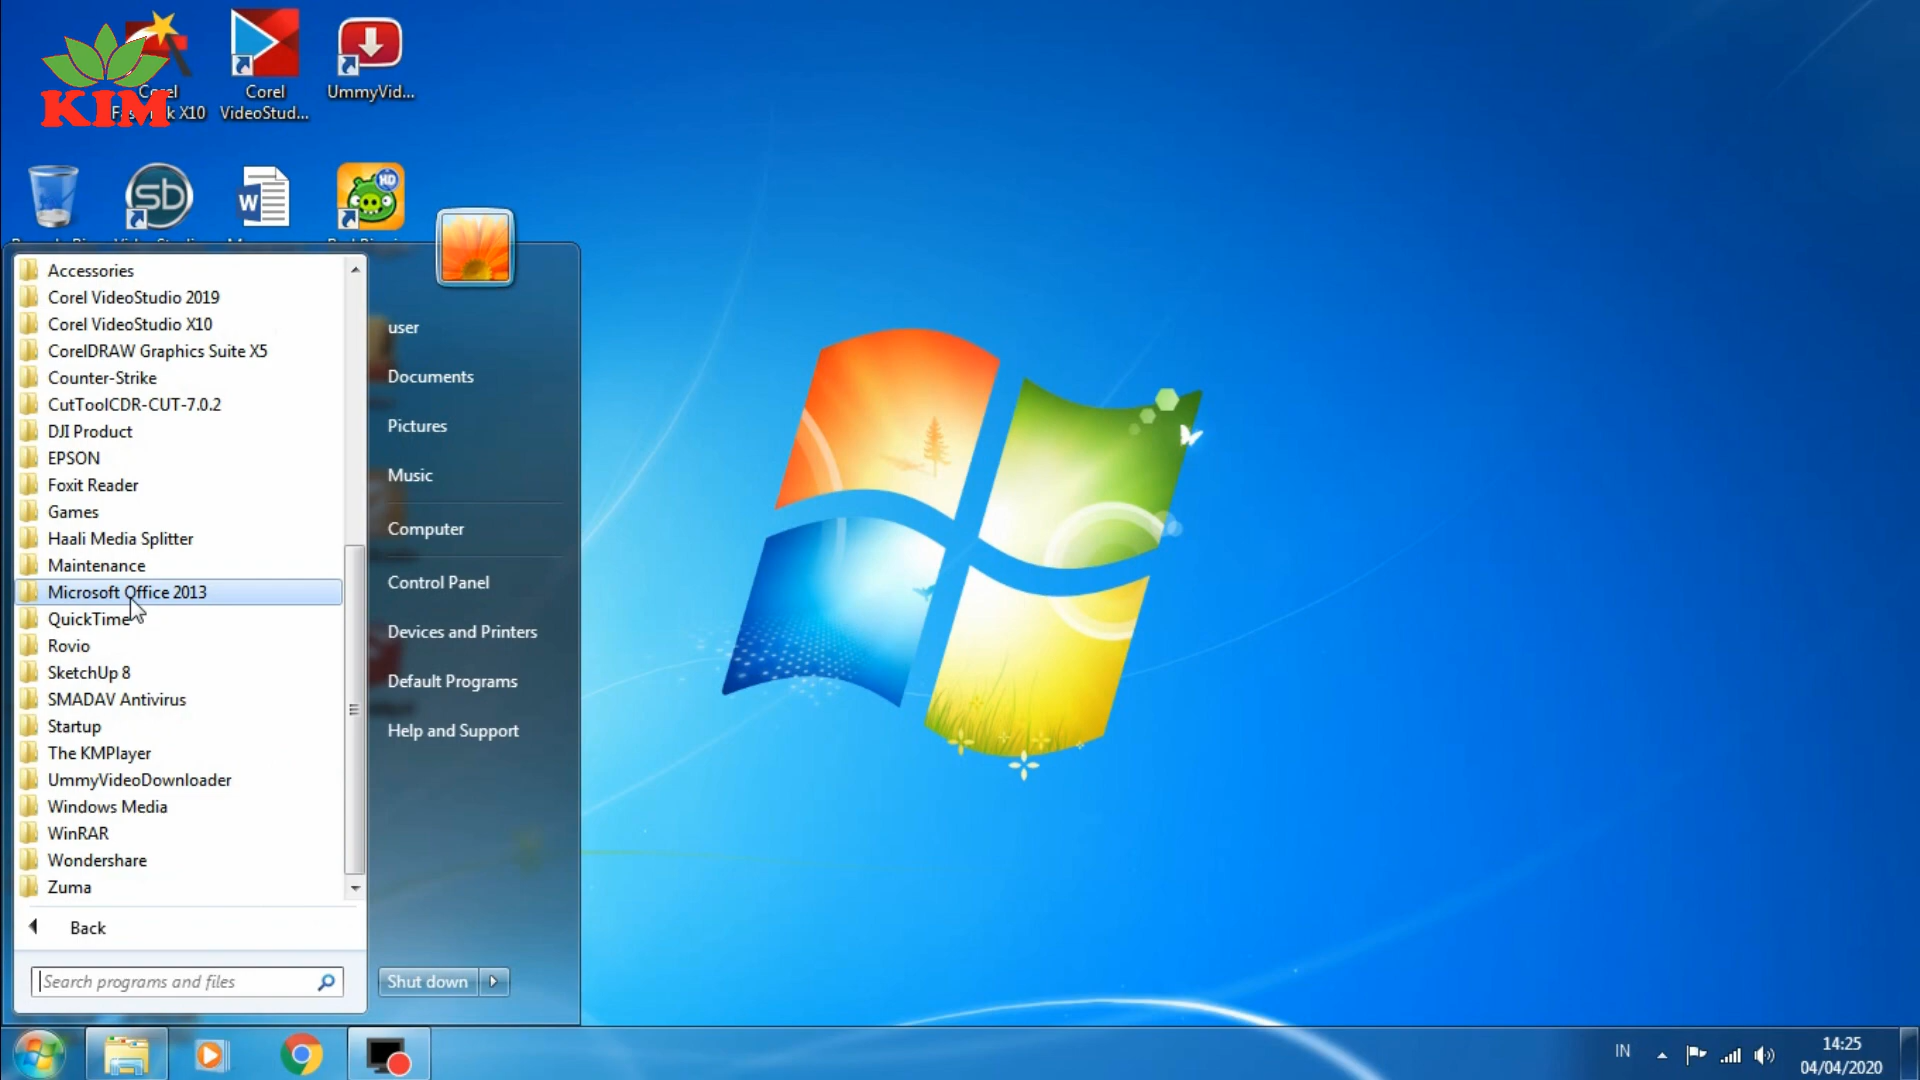 KIM
Corel
X10
Corel
VideoStud...
UmmyVid...
Accessories
Corel VideoStudio 2019
Corel VideoStudio X10
CorelDRAW Graphics Suite X5
Counter-Strike
CutToolCDR-CUT-7.0.2
DJI Product
EPSON
Foxit Reader
Games
Haali Media Splitter
Maintenance
Microsoft Office 2013
QuickTime
Rovio
SketchUp 8
SMADAV Antivirus
Startup
The KMPlayer
UmmyVideoDownloader
Windows Media
WinRAR
Wondershare
Zuma
Back
Search programs and files
user
Documents
Pictures
Music
Computer
Control Panel
Devices and Printers
Default Programs
Help and Support
Shut down
sb
W
HD
IN
14:25
04/04/2020